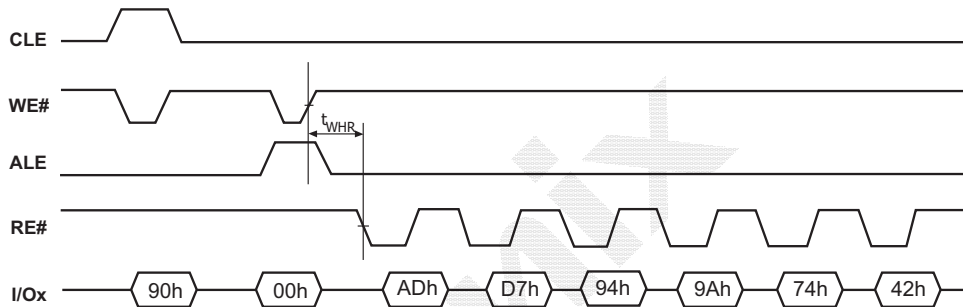 CLE
WE#
tWHR
ALE
RE#
I/Ox 90h 00h ADh D7h 94h 9Ah 74h 42h